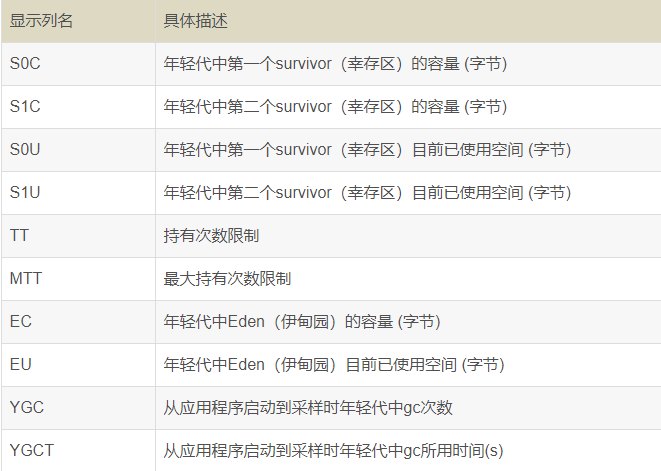 显示列名 具体描述
S0C 年轻代中第一个survivor（幸存区）的容量 (字节)
S1C 年轻代中第二个survivor（幸存区）的容量 (字节)
S0U 年轻代中第一个survivor（幸存区）目前已使用空间 (字节)
S1U 年轻代中第二个survivor（幸存区）目前已使用空间 (字节)
TT 持有次数限制
MTT 最大持有次数限制
EC 年轻代中Eden（伊甸园）的容量 (字节)
EU 年轻代中Eden（伊甸园）目前已使用空间 (字节)
YGC 从应用程序启动到采样时年轻代中gc次数
YGCT 从应用程序启动到采样时年轻代中gc所用时间(s)